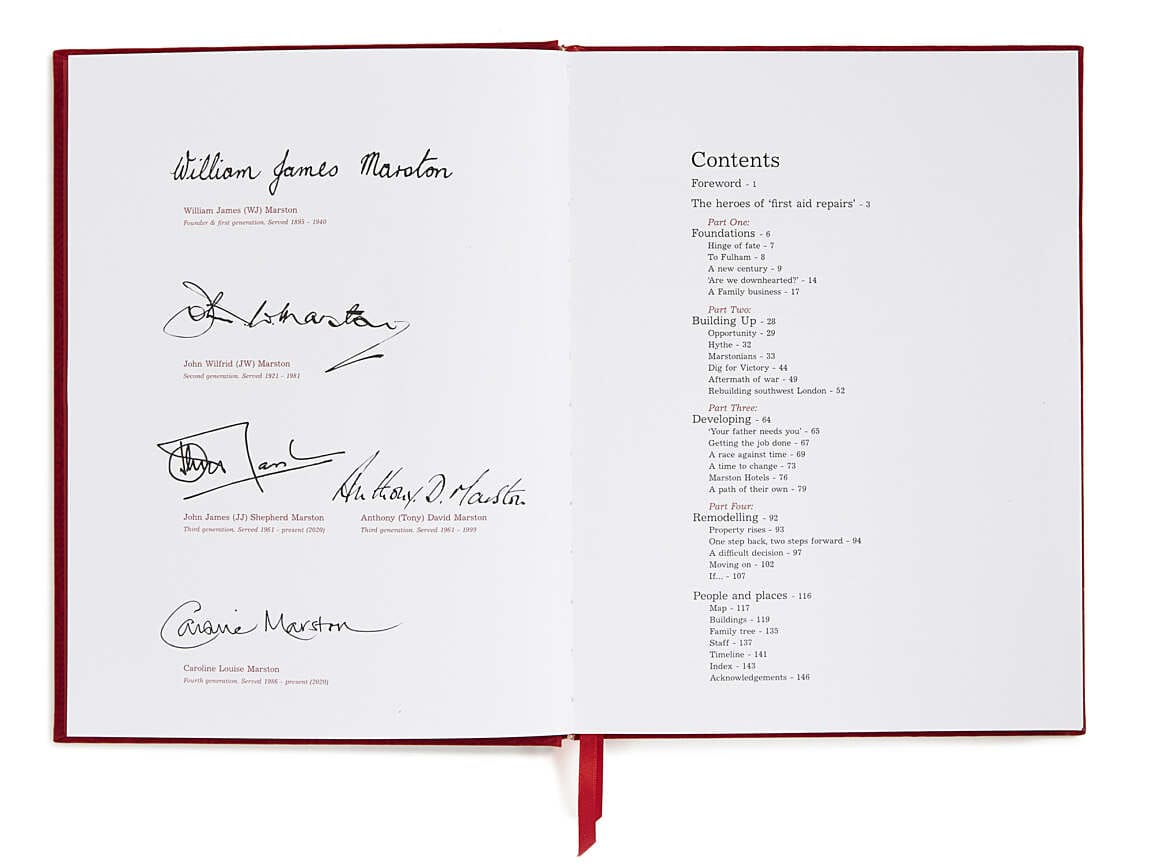 William James Marston
William James (WJ) Marston
Founder & first generation. Served 1895 - 1940
John W. Marston
John Wilfrid (JW) Marston
Second generation. Served 1921 - 1981
John James (JJ) Shepherd Marston
Third generation. Served 1961 - present (2020)
Anthony D. Marston
Anthony (Tony) David Marston
Third generation. Served 1961 - 1999
Marston
Caroline Louise Marston
Fourth generation. Served 1986 - present (2020)
Contents
Foreword - 1
The heroes of ‘first aid repairs’ - 3
Part One:
Foundations - 6
Hinge of fate - 7
To Fulham - 8
A new century - 9
‘Are we downhearted?’ - 14
A Family business - 17
Part Two:
Building Up - 28
Opportunity - 29
Hythe - 32
Marstonians - 33
Dig for Victory - 44
Aftermath of war - 49
Rebuilding southwest London - 52
Part Three:
Developing - 64
‘Your father needs you’ - 65
Getting the job done - 67
A race against time - 69
A time to change - 73
Marston Hotels - 76
A path of their own - 79
Part Four:
Remodelling - 92
Property rises - 93
One step back, two steps forward - 94
A difficult decision - 97
Moving on - 102
If... - 107
People and places - 116
Map - 117
Buildings - 119
Family tree - 135
Staff - 137
Timeline - 141
Index - 143
Acknowledgements - 146